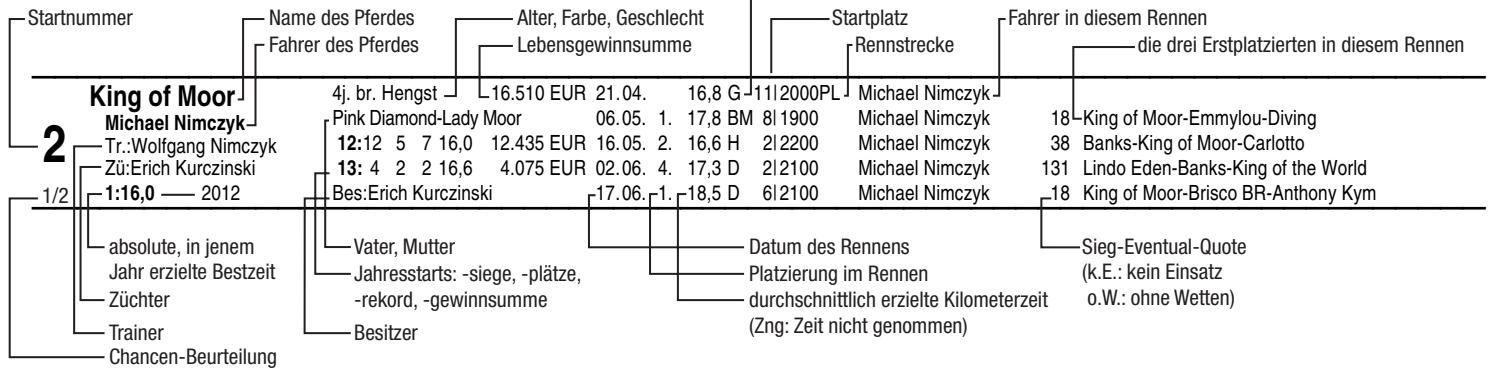 Startnummer Name des Pferdes Alter, Farbe, Geschlecht Startplatz Fahrer in diesem Rennen
Fahrer des Pferdes Lebensgewinnsumme Rennstrecke die drei Erstplatzierten in diesem Rennen
King of Moor 4j. br. Hengst 16.510 EUR 21.04. 16,8 G 11 2000PL Michael Nimczyk
Michael Nimczyk Pink Diamond-Lady Moor 06.05. 1. 17,8 BM 8 1900 Michael Nimczyk 18 King of Moor-Emmylou-Diving
2 Tr.:Wolfgang Nimczyk 12:12 5 7 16,0 12.435 EUR 16.05. 2. 16,6 H 2 2200 Michael Nimczyk 38 Banks-King of Moor-Carlotto
Zü:Erich Kurczinski 13: 4 2 2 16,6 4.075 EUR 02.06. 4. 17,3 D 2 2100 Michael Nimczyk 131 Lindo Eden-Banks-King of the World
1/2 1:16,0 2012 Bes:Erich Kurczinski 17.06. 1. 18,5 D 6 2100 Michael Nimczyk 18 King of Moor-Brisco BR-Anthony Kym
absolute, in jenem Vater, Mutter Datum des Rennens Sieg-Eventual-Quote
Jahr erzielte Bestzeit Jahresstarts: -siege, -plätze, Platzierung im Rennen (k.E.: kein Einsatz
Züchter -rekord, -gewinnsumme durchschnittlich erzielte Kilometerzeit o.W.: ohne Wetten)
Trainer Besitzer (Zng: Zeit nicht genommen)
Chancen-Beurteilung